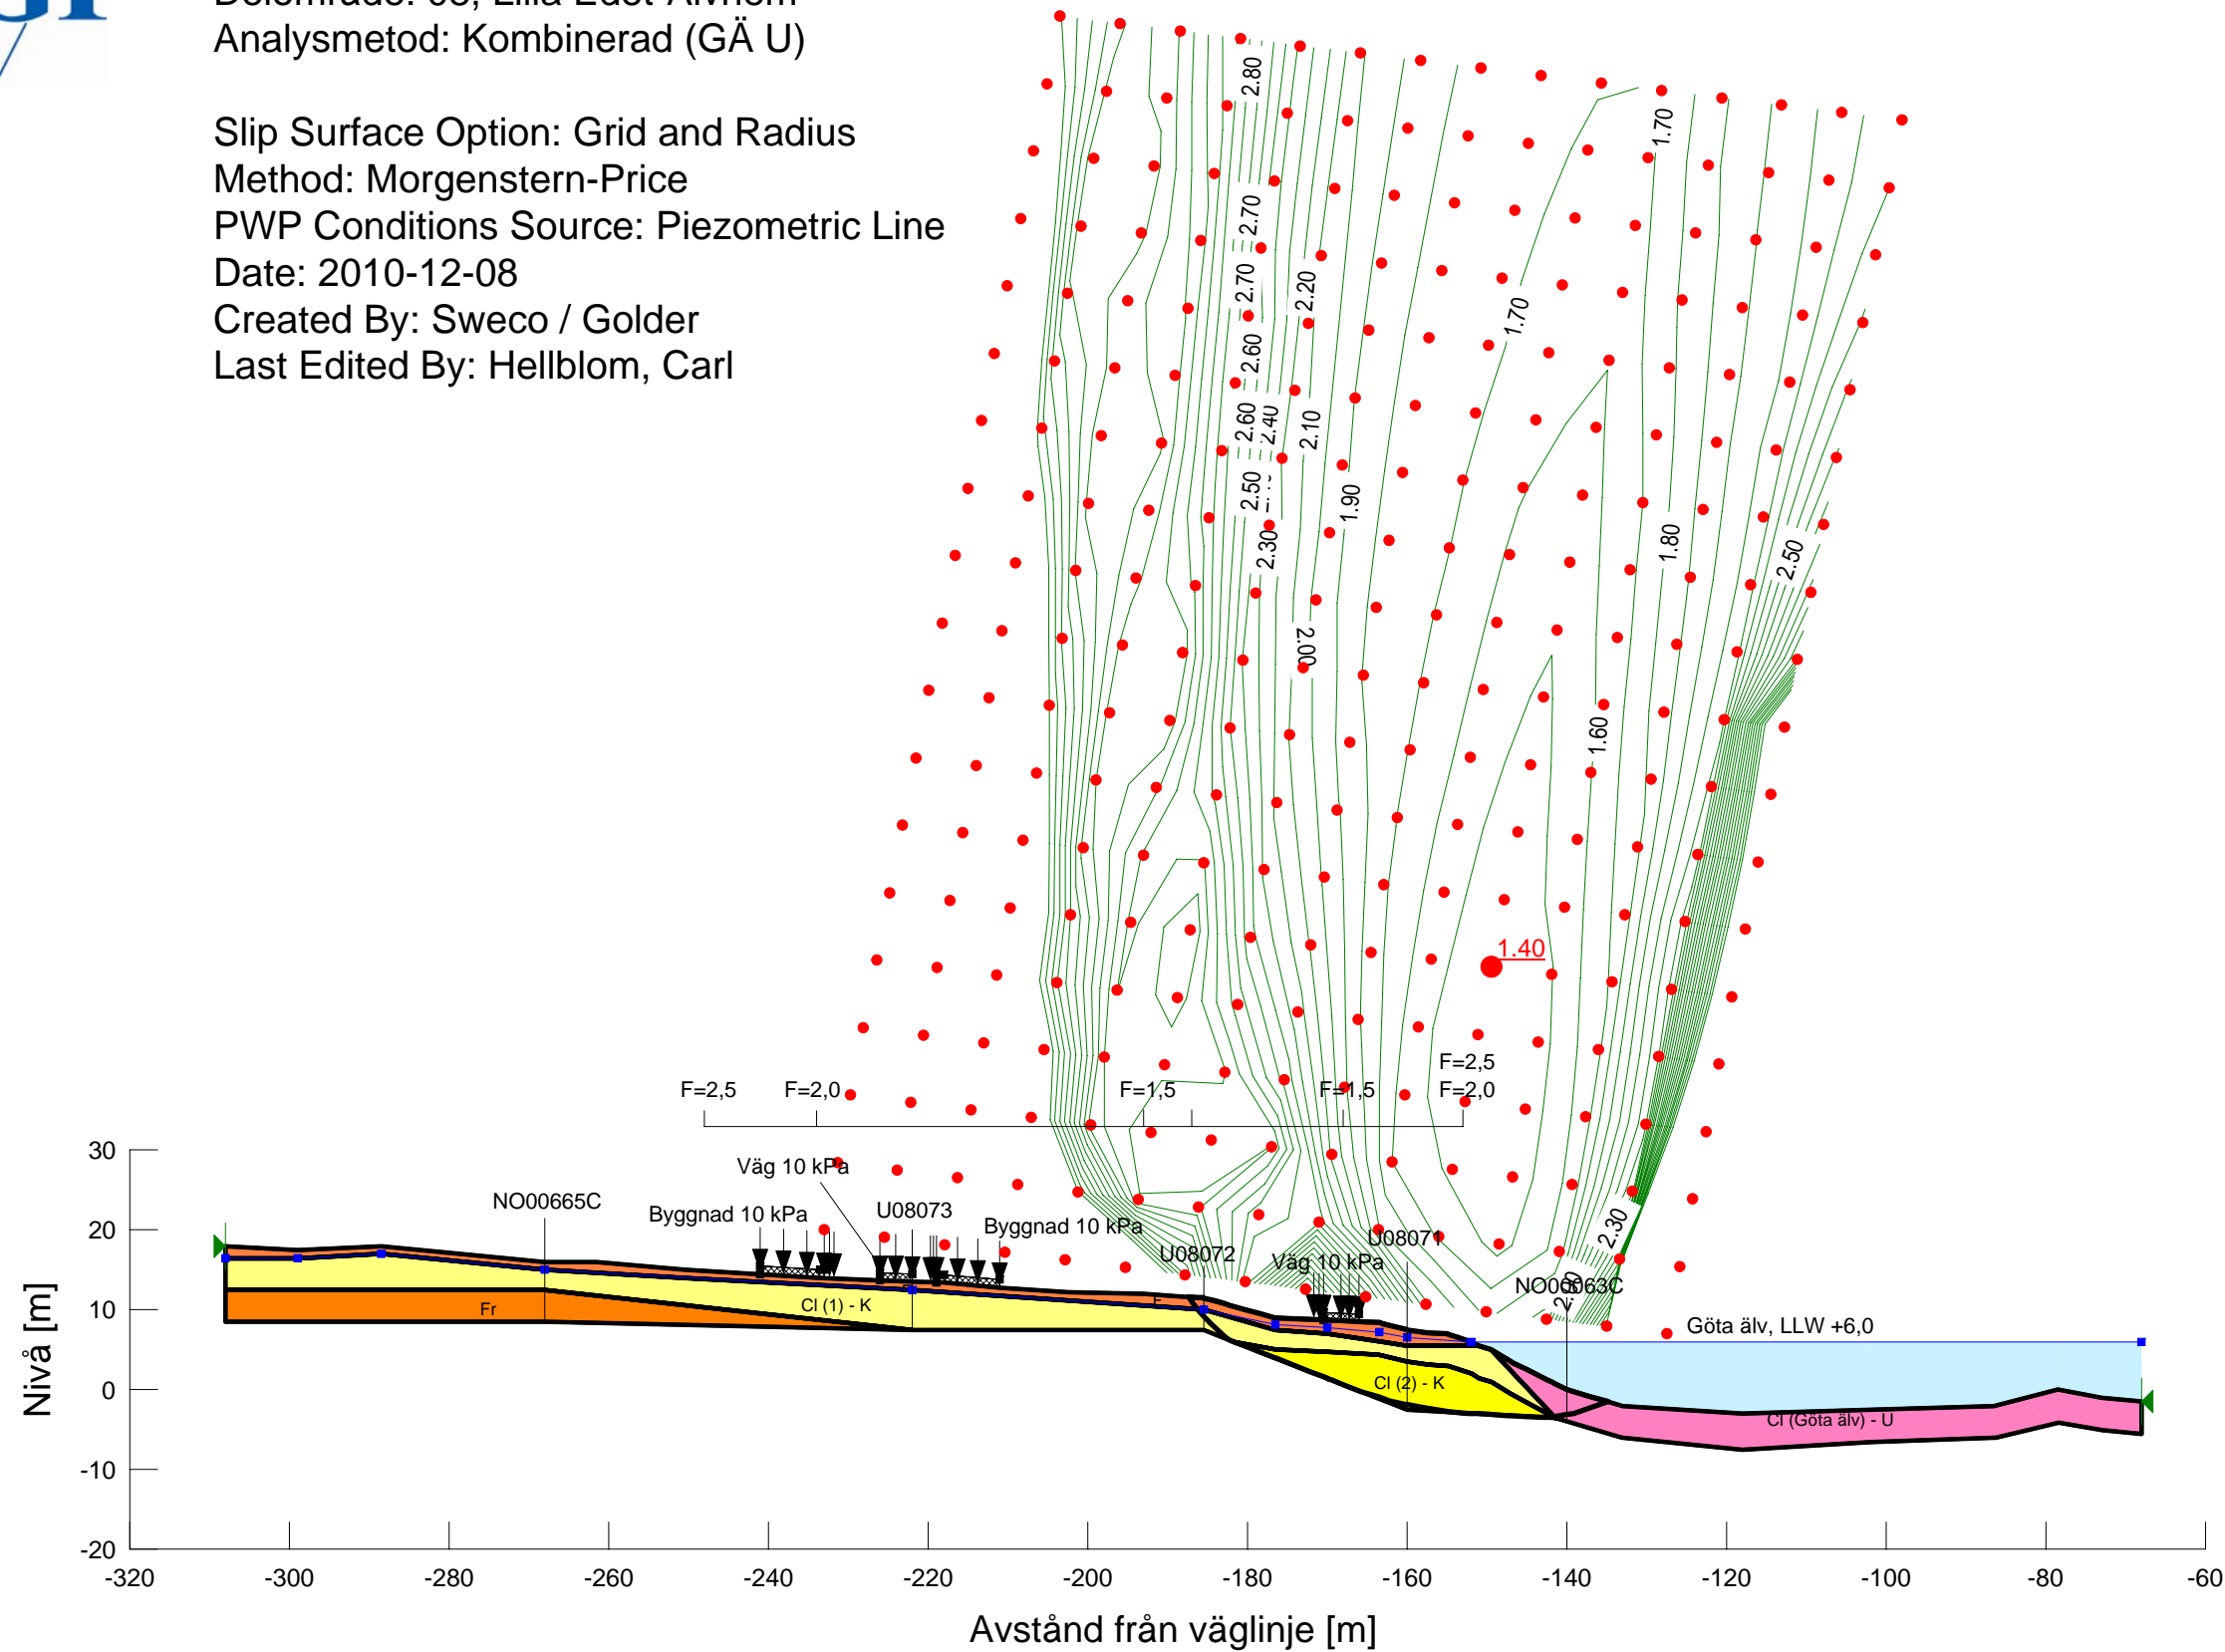 Analysmetod: Kombinerad (GÄ U)
Slip Surface Option: Grid and Radius
Method: Morgenstern-Price
PWP Conditions Source: Piezometric Line
Date: 2010-12-08
Created By: Sweco / Golder
Last Edited By: Hellblom, Carl
2.80
1.70
2.70
2.70
2.20
1.70
2.60
2.60
2.40
2.10
2.50
1.90
2.30
1.80
2.50
2.00
1.60
1.40
F=2,5
F=2,5
F=2,0
F=1,5
F=1,5
F=2,0
30
Väg 10 kPa
NO00665C
Byggnad 10 kPa
U08073
Byggnad 10 kPa
2.30
20
U08072
Väg 10 kPa
U08071
NO00063C
10
Fr
Cl (1) - K
F
Göta älv, LLW +6,0
0
Cl (2) - K
Cl (Göta älv) - U
-10
-20
Nivå [m]
-320
-300
-280
-260
-240
-220
-200
-180
-160
-140
-120
-100
-80
-60
Avstånd från väglinje [m]